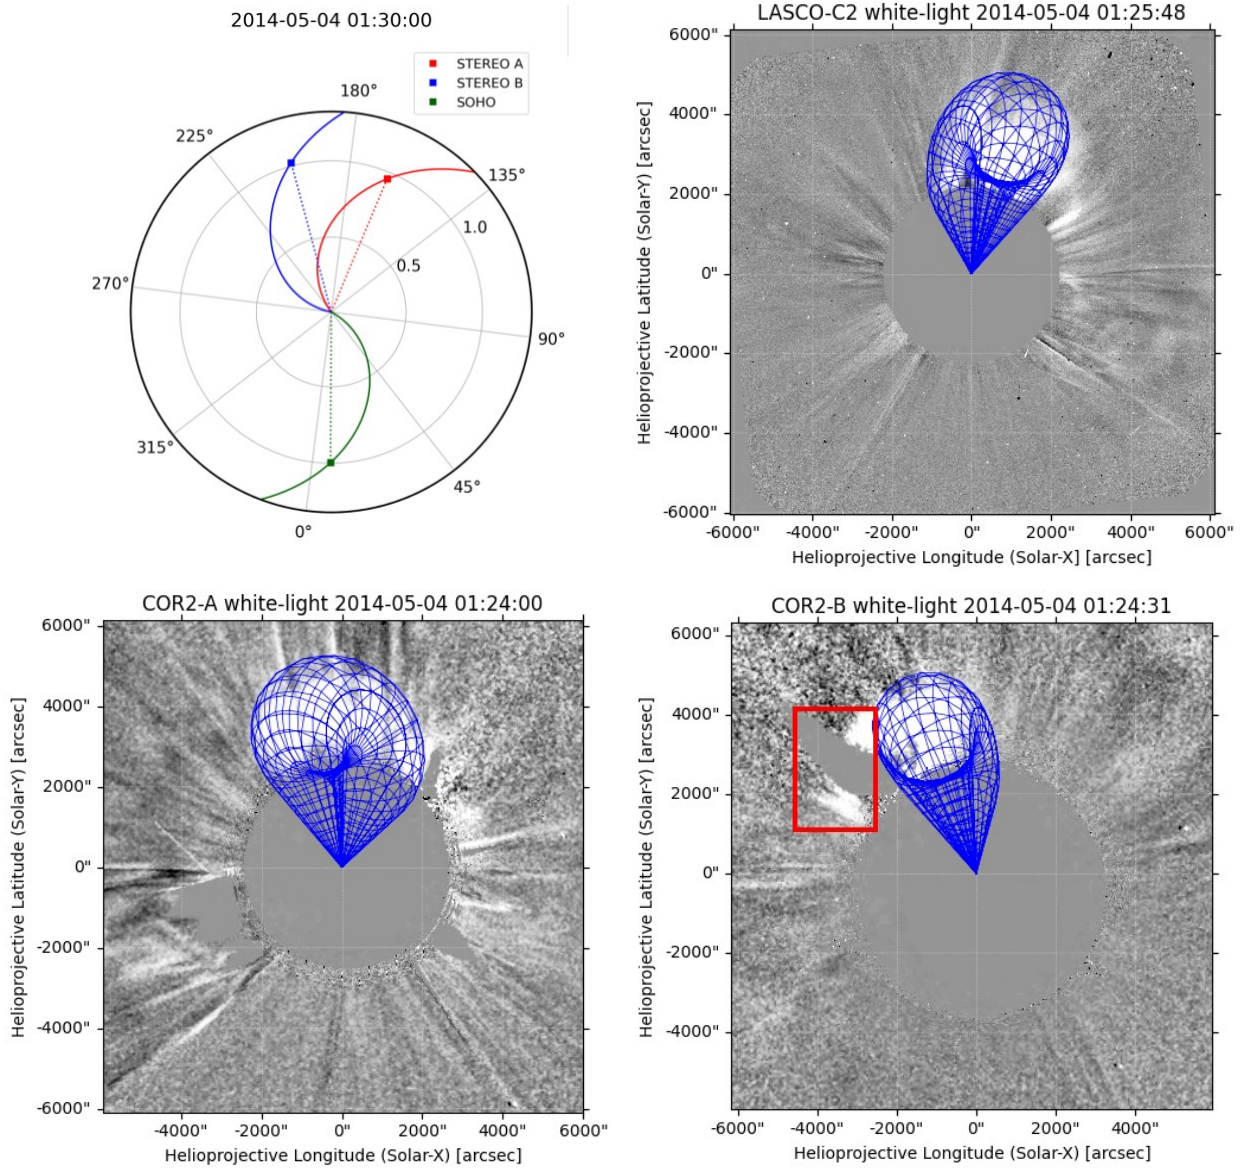 2014-05-04 01:30:00
STEREO A
STEREO B
SOHO
180°
225°
135°
1.0
0.5
270°
90°
315°
45°
0°
LASCO-C2 white-light 2014-05-04 01:25:48
Helioprojective Latitude (Solar-Y) [arcsec]
6000"
4000"
2000"
0"
-2000"
-4000"
-6000"
-6000" -4000" -2000" 0" 2000" 4000" 6000"
Helioprojective Longitude (Solar-X] [arcsec]
COR2-A white-light 2014-05-04 01:24:00
Helioprojective Latitude (Solar-Y) [arcsec]
6000"
4000"
2000"
0"
-2000"
-4000"
-6000"
-4000" -2000" 0" 2000" 4000" 6000"
Helioprojective Longitude (Solar-X) [arcsec]
COR2-B white-light 2014-05-04 01:24:31
Helioprojective Latitude (Solar-Y) [arcsec]
6000"
4000"
2000"
0"
-2000"
-4000"
-6000" -4000" -2000" 0" 2000" 4000"
Helioprojective Longitude (Solar-X) [arcsec]